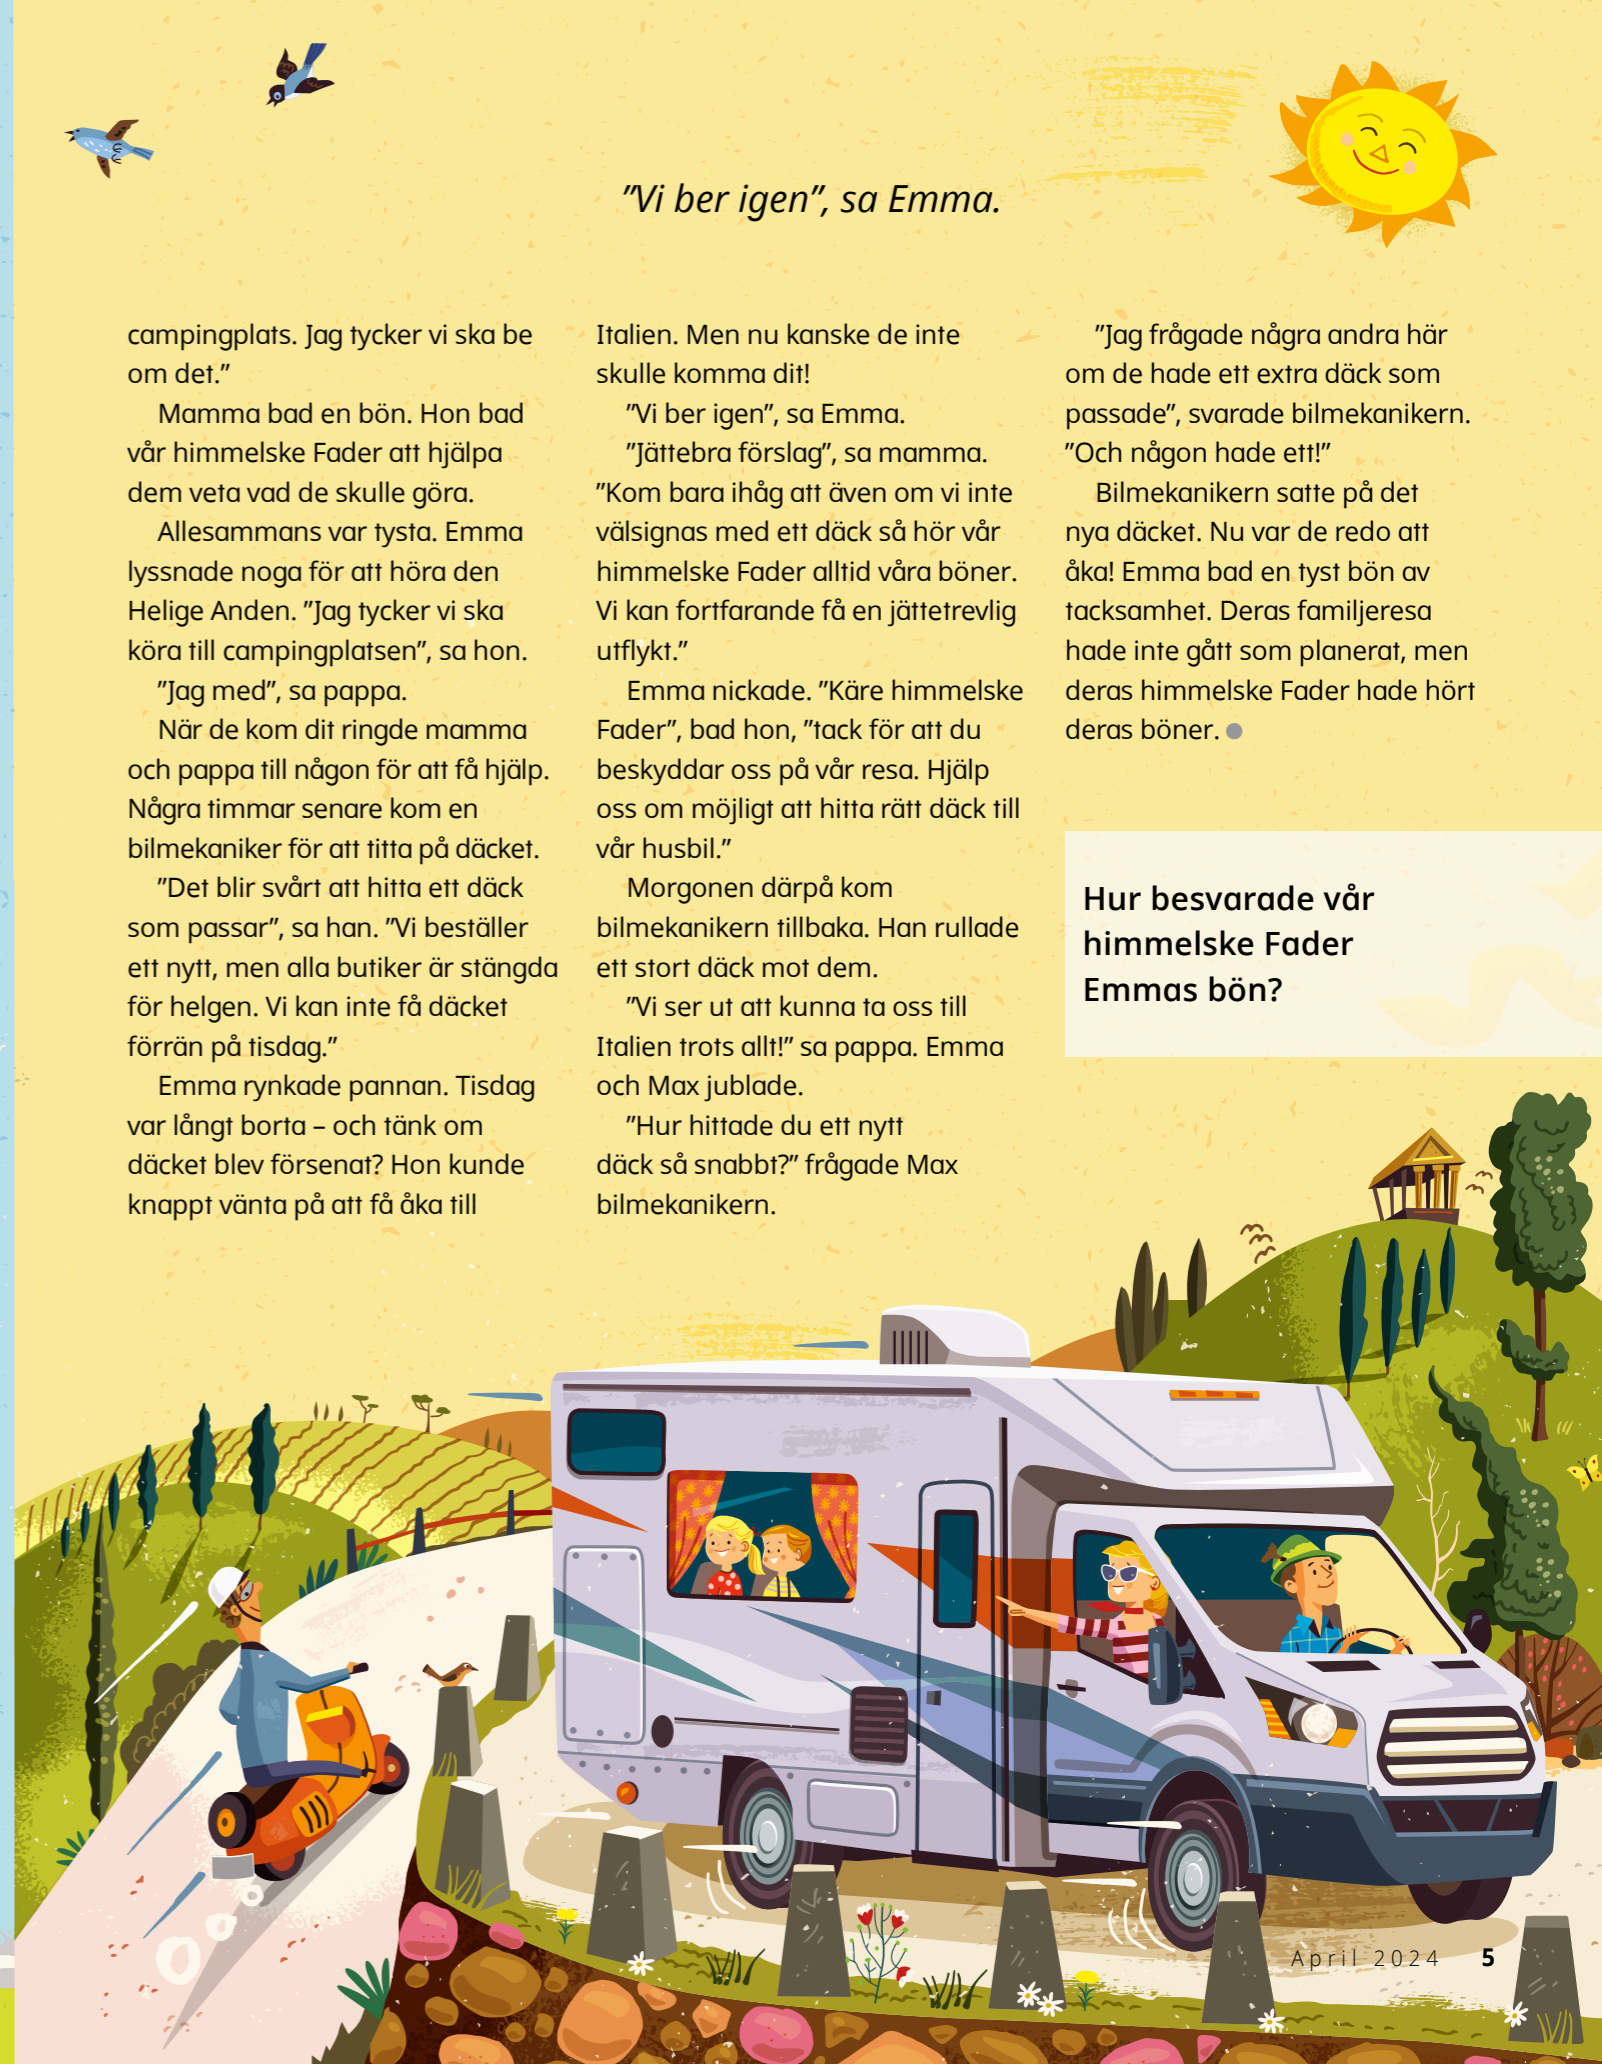 ”Vi ber igen”, sa Emma.
campingplats. Jag tycker vi ska be
om det.”
Mamma bad en bön. Hon bad
vår himmelske Fader att hjälpa
dem veta vad de skulle göra.
Allesammans var tysta. Emma
lyssnade noga för att höra den
Helige Anden. ”Jag tycker vi ska
köra till campingplatsen”, sa hon.
”Jag med”, sa pappa.
När de kom dit ringde mamma
och pappa till någon för att få hjälp.
Några timmar senare kom en
bilmekaniker för att titta på däcket.
”Det blir svårt att hitta ett däck
som passar”, sa han. ”Vi beställer
ett nytt, men alla butiker är stängda
för helgen. Vi kan inte få däcket
förrän på tisdag.”
Emma rynkade pannan. Tisdag
var långt borta – och tänk om
däcket blev försenat? Hon kunde
knappt vänta på att få åka till
Italien. Men nu kanske de inte
skulle komma dit!
”Vi ber igen”, sa Emma.
”Jättebra förslag”, sa mamma.
”Kom bara ihåg att även om vi inte
välsignas med ett däck så hör vår
himmelske Fader alltid våra böner.
Vi kan fortfarande få en jättetrevlig
utflykt.”
Emma nickade. ”Käre himmelske
Fader”, bad hon, ”tack för att du
beskyddar oss på vår resa. Hjälp
oss om möjligt att hitta rätt däck till
vår husbil.”
Morgonen därpå kom
bilmekanikern tillbaka. Han rullade
ett stort däck mot dem.
”Vi ser ut att kunna ta oss till
Italien trots allt!” sa pappa. Emma
och Max jublade.
”Hur hittade du ett nytt
däck så snabbt?” frågade Max
bilmekanikern.
”Jag frågade några andra här
om de hade ett extra däck som
passade”, svarade bilmekanikern.
”Och någon hade ett!”
Bilmekanikern satte på det
nya däcket. Nu var de redo att
åka! Emma bad en tyst bön av
tacksamhet. Deras familjeresa
hade inte gått som planerat, men
deras himmelske Fader hade hört
deras böner.
Hur besvarade vår
himmelske Fader
Emmas bön?
April 2024 5